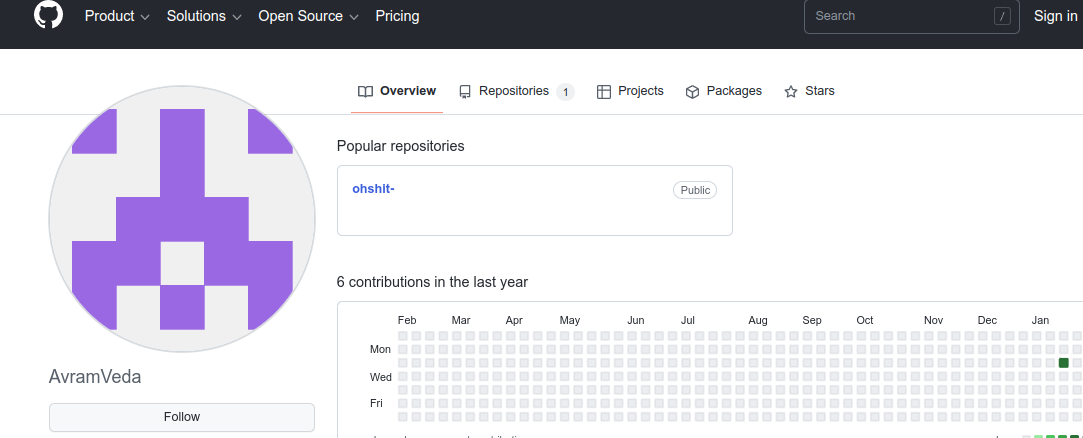 Product Solutions Open Source Pricing Search / Sign in
Overview Repositories 1 Projects Packages Stars
Popular repositories
ohshit- Public
6 contributions in the last year
Feb Mar Apr May Jun Jul Aug Sep Oct Nov Dec Jan
Mon
Wed
Fri
AvramVeda
Follow